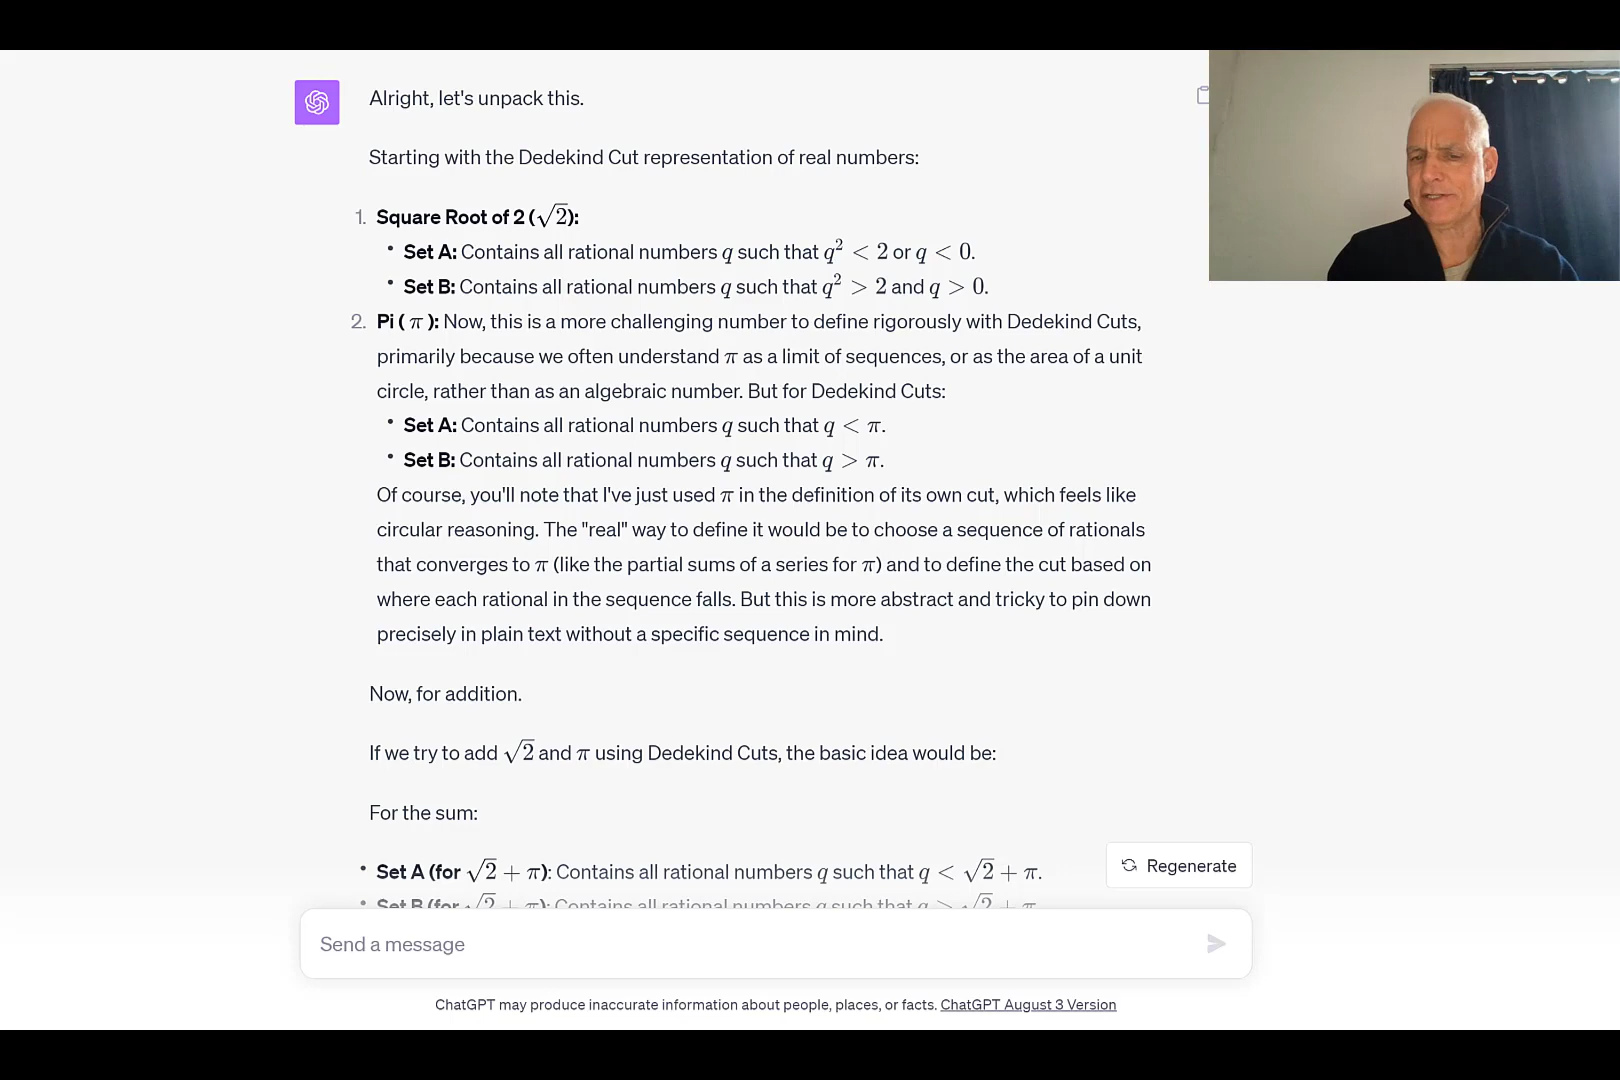 Alright, let's unpack this.
Starting with the Dedekind Cut representation of real numbers:
1. Square Root of 2 (√2):
• Set A: Contains all rational numbers q such that q² < 2 or q < 0.
• Set B: Contains all rational numbers q such that q² > 2 and q > 0.
2. Pi ( π ): Now, this is a more challenging number to define rigorously with Dedekind Cuts,
primarily because we often understand π as a limit of sequences, or as the area of a unit
circle, rather than as an algebraic number. But for Dedekind Cuts:
• Set A: Contains all rational numbers q such that q < π.
• Set B: Contains all rational numbers q such that q > π.
Of course, you'll note that I've just used π in the definition of its own cut, which feels like
circular reasoning. The "real" way to define it would be to choose a sequence of rationals
that converges to π (like the partial sums of a series for π) and to define the cut based on
where each rational in the sequence falls. But this is more abstract and tricky to pin down
precisely in plain text without a specific sequence in mind.
Now, for addition.
If we try to add √2 and π using Dedekind Cuts, the basic idea would be:
For the sum:
• Set A (for √2 + π): Contains all rational numbers q such that q < √2 + π.
• Set B (for √2 + π): Contains all rational numbers q such that q > √2 + π
Regenerate
Send a message
ChatGPT may produce inaccurate information about people, places, or facts. ChatGPT August 3 Version